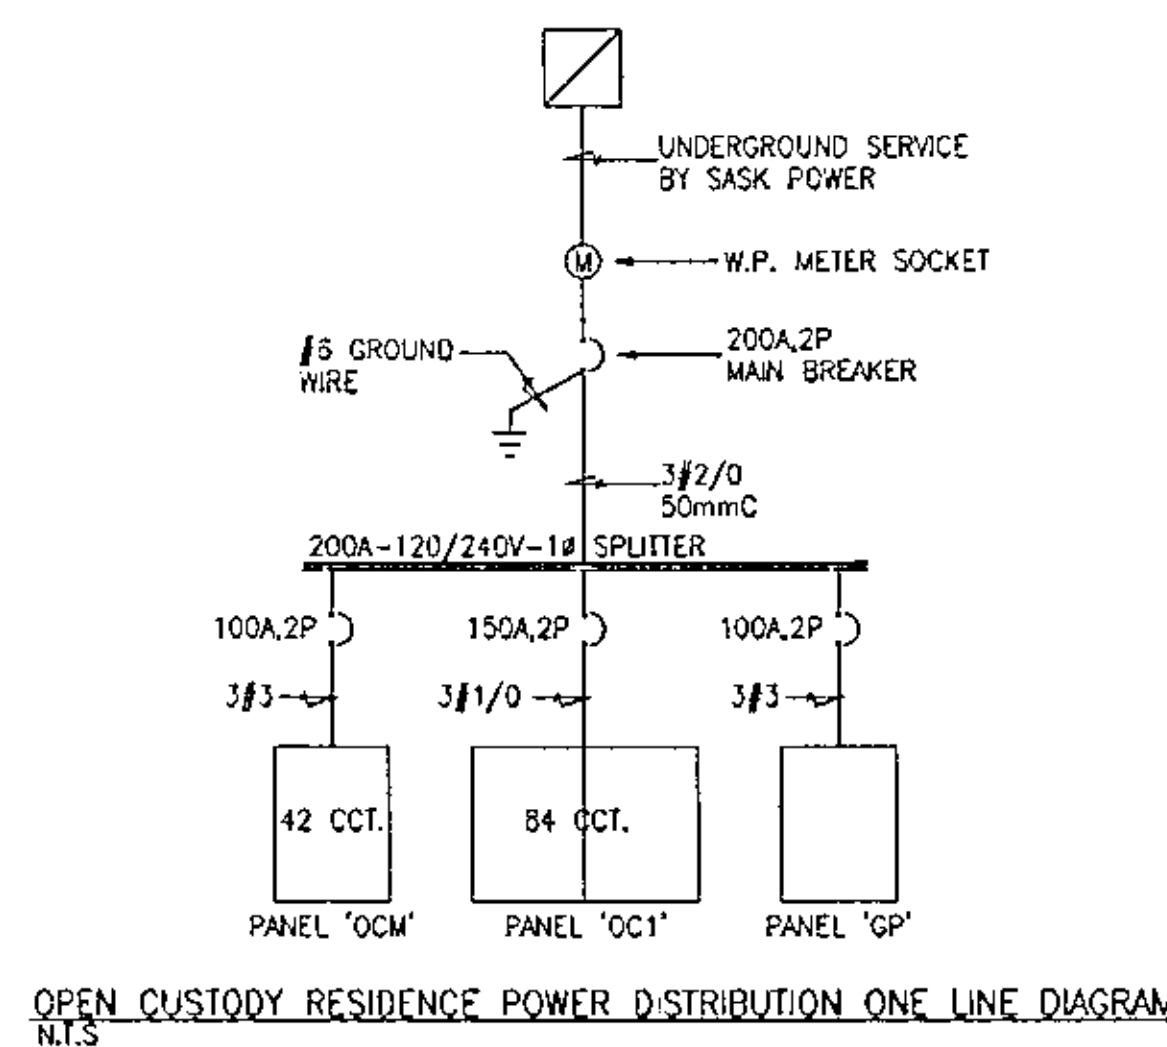 UNDERGROUND SERVICE
BY SASK POWER
M
W.P. METER SOCKET
#6 GROUND
WIRE
200A,2P
MAIN BREAKER
3#2/0
50mmC
200A-120/240V-1ø SPLITTER
100A,2P
150A,2P
100A,2P
3#3
3#1/0
3#3
42 CCT.
84 CCT.
PANEL 'OCM'
PANEL 'OC1'
PANEL 'GP'
OPEN CUSTODY RESIDENCE POWER DISTRIBUTION ONE LINE DIAGRAM
N.T.S